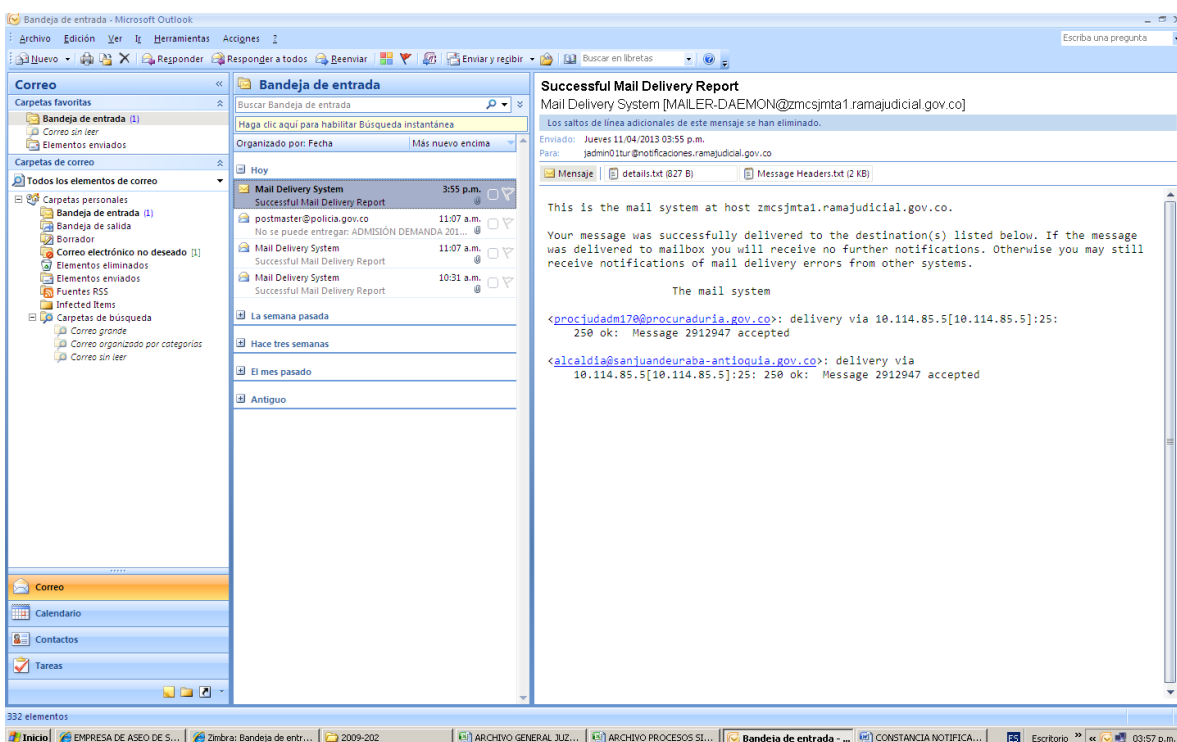 Bandeja de entrada - Microsoft Outlook
Archivo Edición Ver Ir Herramientas Acciones ?
Escriba una pregunta
Nuevo Responder Responder a todos Reenviar Enviar y recibir Buscar en libretas
Correo
Carpetas favoritas
Bandeja de entrada (1)
Correo sin leer
Elementos enviados
Carpetas de correo
Todos los elementos de correo
Carpetas personales
Bandeja de entrada (1)
Bandeja de salida
Borrador
Correo electrónico no deseado [1]
Elementos eliminados
Elementos enviados
Fuentes RSS
Infected Items
Carpetas de búsqueda
Correo grande
Correo organizado por categorías
Correo sin leer
Correo
Calendario
Contactos
Tareas
Bandeja de entrada
Buscar Bandeja de entrada
Haga clic aquí para habilitar Búsqueda instantánea
Organizado por: Fecha Más nuevo encima
Hoy
Mail Delivery System 3:55 p.m.
Successful Mail Delivery Report
postmaster@policia.gov.co 11:07 a.m.
No se puede entregar: ADMISIÓN DEMANDA 201...
Mail Delivery System 11:07 a.m.
Successful Mail Delivery Report
Mail Delivery System 10:31 a.m.
Successful Mail Delivery Report
La semana pasada
Hace tres semanas
El mes pasado
Antiguo
Successful Mail Delivery Report
Mail Delivery System [MAILER-DAEMON@zmcsjmta1.ramajudicial.gov.co]
Los saltos de línea adicionales de este mensaje se han eliminado.
Enviado: Jueves 11/04/2013 03:55 p.m.
Para: jadmin01tur@notificaciones.ramajudicial.gov.co
Mensaje details.txt (827 B) Message Headers.txt (2 KB)
This is the mail system at host zmcsjmta1.ramajudicial.gov.co.
Your message was successfully delivered to the destination(s) listed below. If the message
was delivered to mailbox you will receive no further notifications. Otherwise you may still
receive notifications of mail delivery errors from other systems.
The mail system
<procjudadm170@procuraduria.gov.co>: delivery via 10.114.85.5[10.114.85.5]:25:
250 ok: Message 2912947 accepted
<alcaldia@sanjuandeuraba-antioquia.gov.co>: delivery via
10.114.85.5[10.114.85.5]:25: 250 ok: Message 2912947 accepted
332 elementos
Inicio EMPRESA DE ASEO DE S... Zimbra: Bandeja de entr... 2009-202 ARCHIVO GENERAL JUZ... ARCHIVO PROCESOS SI... Bandeja de entrada - ... CONSTANCIA NOTIFICA... ES Escritorio 03:57 p.m.